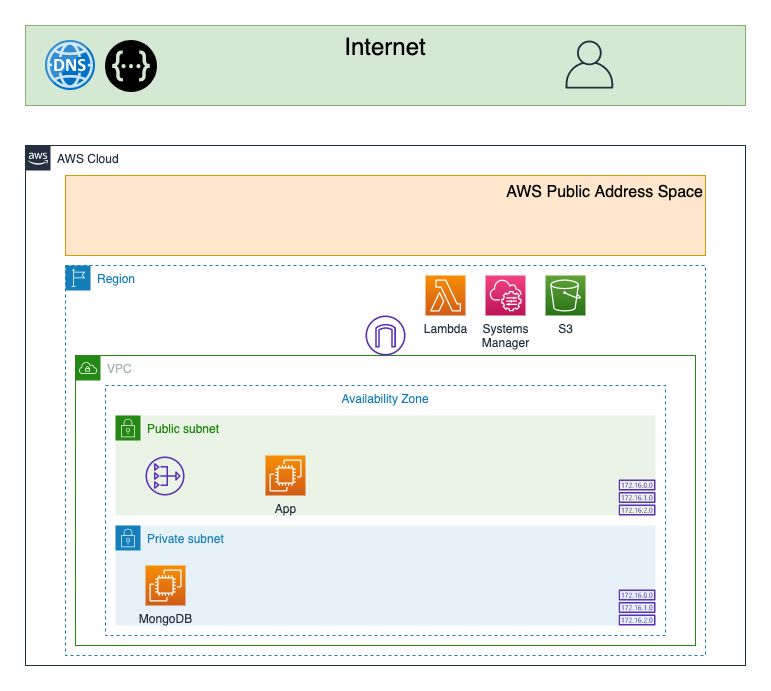 Internet
DNS
{···}
aws
AWS Cloud
AWS Public Address Space
Region
Lambda
Systems
Manager
S3
VPC
Availability Zone
Public subnet
App
172.16.0.0
172.16.1.0
172.16.2.0
Private subnet
MongoDB
172.16.0.0
172.16.1.0
172.16.2.0